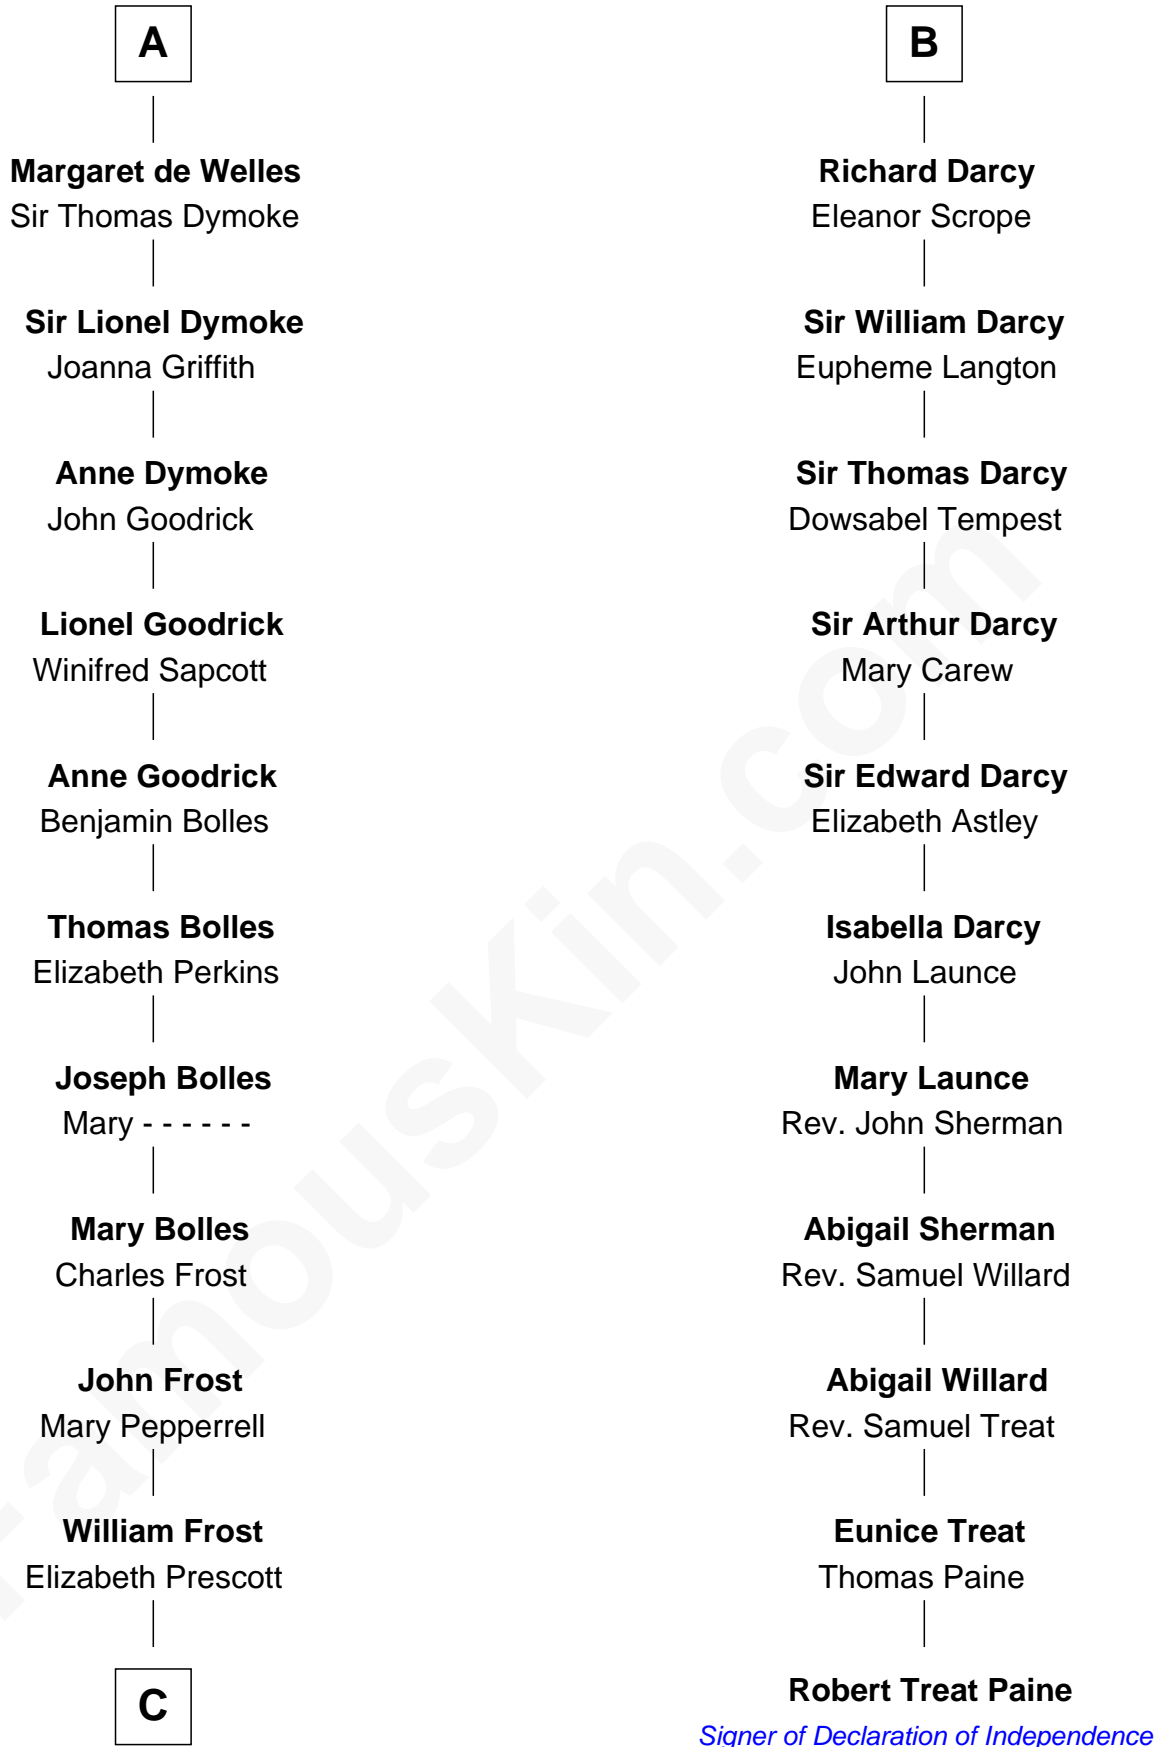 A
Margaret de Welles
Sir Thomas Dymoke
Sir Lionel Dymoke
Joanna Griffith
Anne Dymoke
John Goodrick
Lionel Goodrick
Winifred Sapcott
Anne Goodrick
Benjamin Bolles
Thomas Bolles
Elizabeth Perkins
Joseph Bolles
Mary - - - - - -
Mary Bolles
Charles Frost
John Frost
Mary Pepperrell
William Frost
Elizabeth Prescott
C
B
Richard Darcy
Eleanor Scrope
Sir William Darcy
Eupheme Langton
Sir Thomas Darcy
Dowsabel Tempest
Sir Arthur Darcy
Mary Carew
Sir Edward Darcy
Elizabeth Astley
Isabella Darcy
John Launce
Mary Launce
Rev. John Sherman
Abigail Sherman
Rev. Samuel Willard
Abigail Willard
Rev. Samuel Treat
Eunice Treat
Thomas Paine
Robert Treat Paine
Signer of Declaration of Independence
FamousKin.com